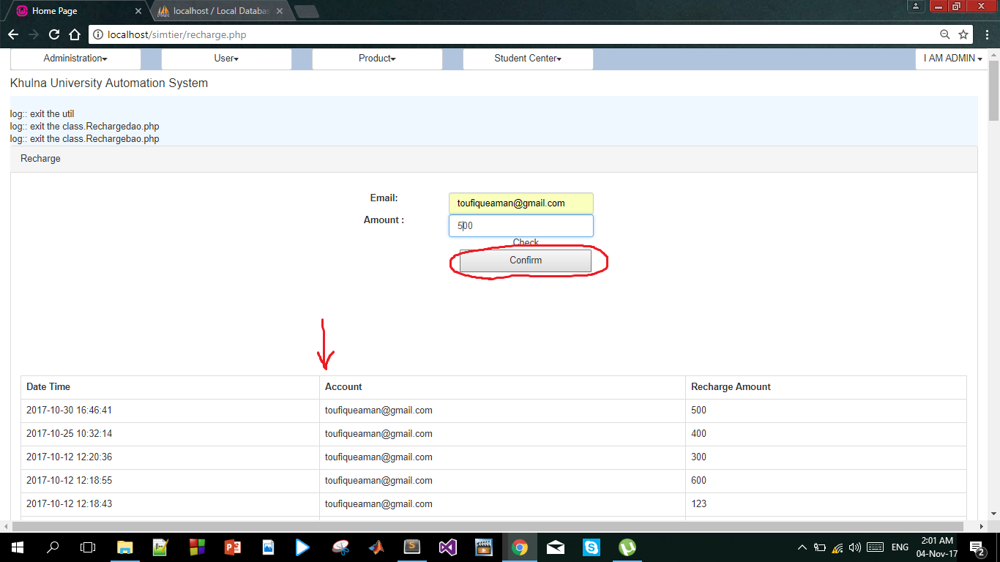 Home Page
localhost / Local Databas
localhost/simtier/recharge.php
Administration User Product Student Center I AM ADMIN
Khulna University Automation System
log:: exit the util
log:: exit the class.Rechargedao.php
log:: exit the class.Rechargebao.php
Recharge
Email: toufiqueaman@gmail.com
Amount : 500
Check
Confirm
Date Time Account Recharge Amount
2017-10-30 16:46:41 toufiqueaman@gmail.com 500
2017-10-25 10:32:14 toufiqueaman@gmail.com 400
2017-10-12 12:20:36 toufiqueaman@gmail.com 300
2017-10-12 12:18:55 toufiqueaman@gmail.com 600
2017-10-12 12:18:43 toufiqueaman@gmail.com 123
ENG
2:01 AM
04-Nov-17
2